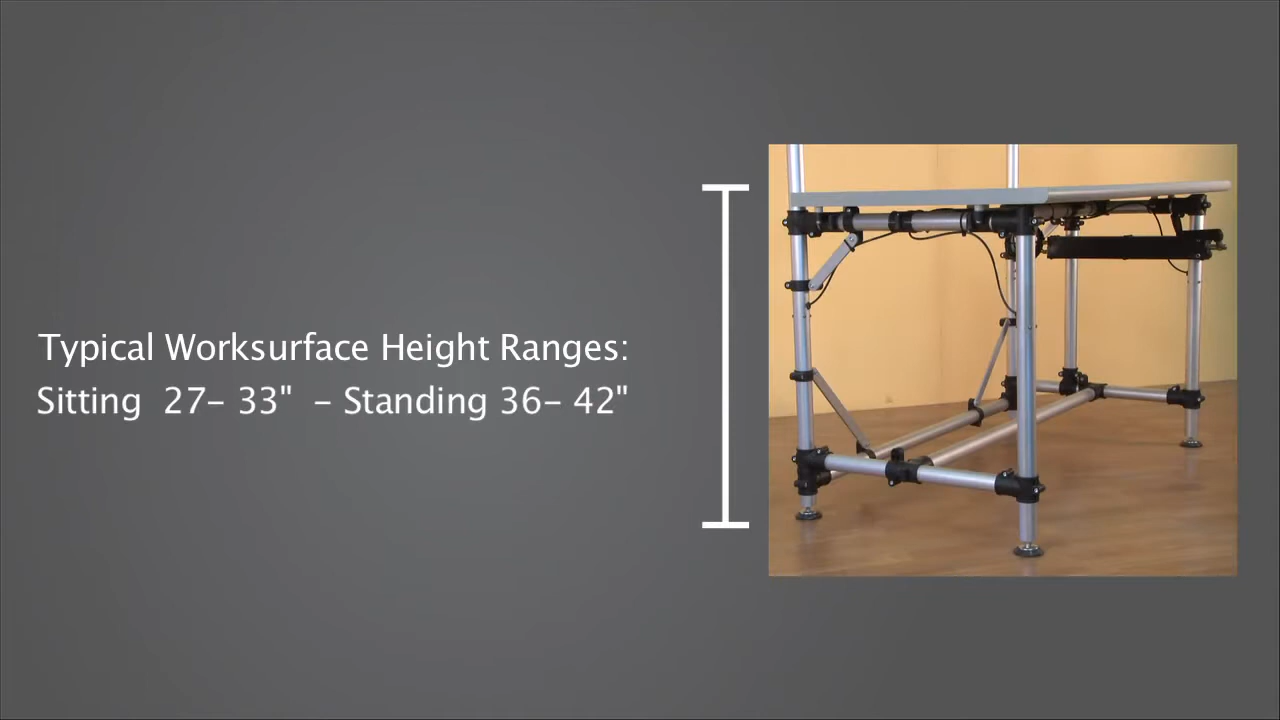 Typical Worksurface Height Ranges:
Sitting  27– 33"  – Standing 36– 42"